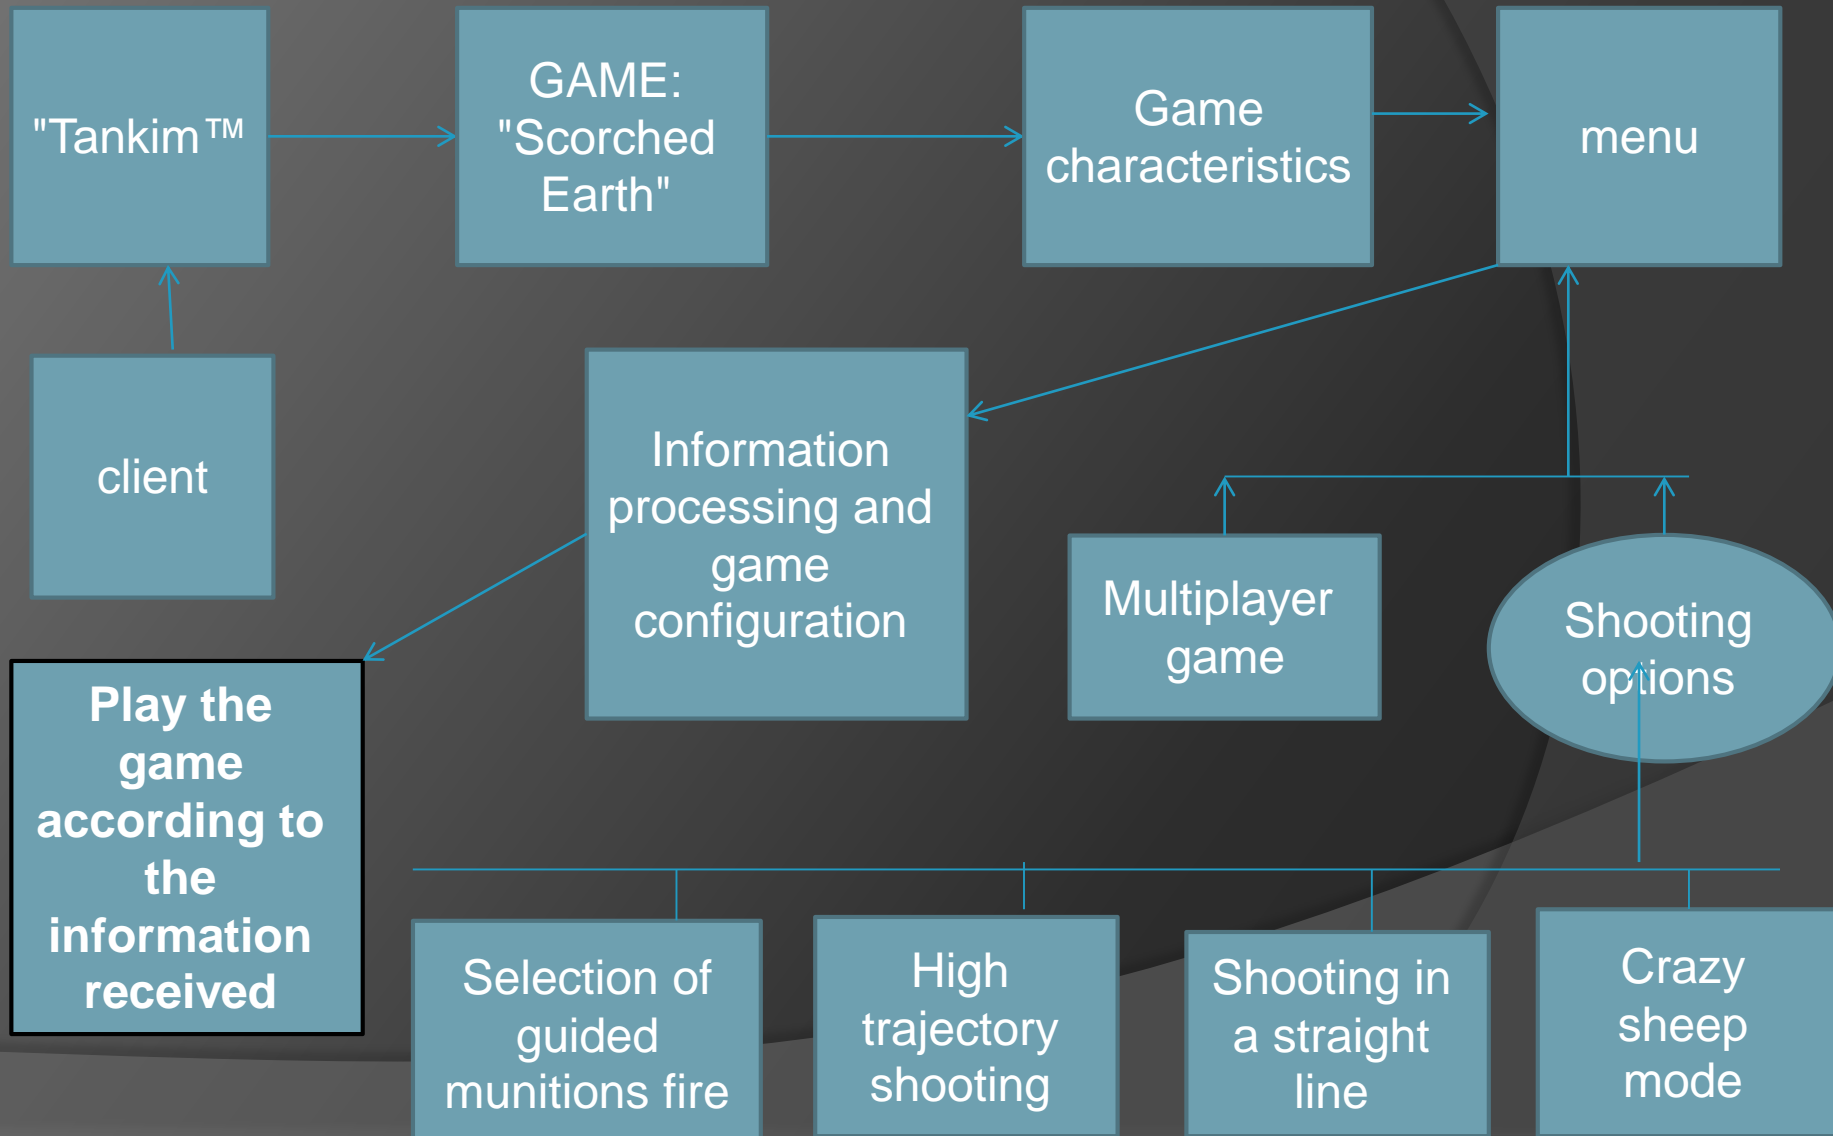 "Tankim™
GAME:
"Scorched
Earth"
Game
characteristics
menu
client
Information
processing and
game
configuration
Multiplayer
game
Shooting
options
Play the
game
according to
the
information
received
Selection of
guided
munitions fire
High
trajectory
shooting
Shooting in
a straight
line
Crazy
sheep
mode